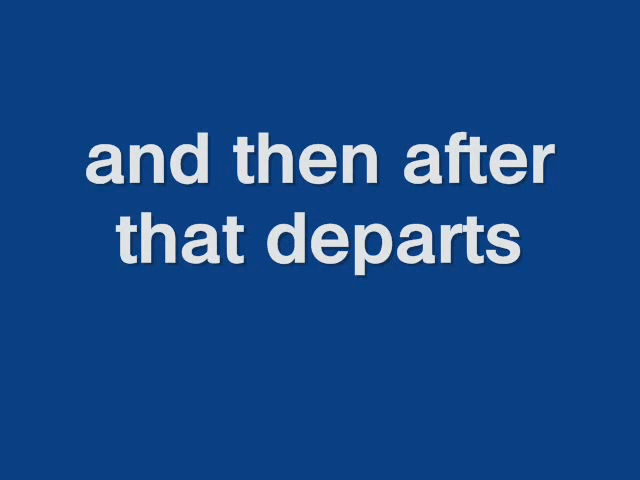 and then after
that departs